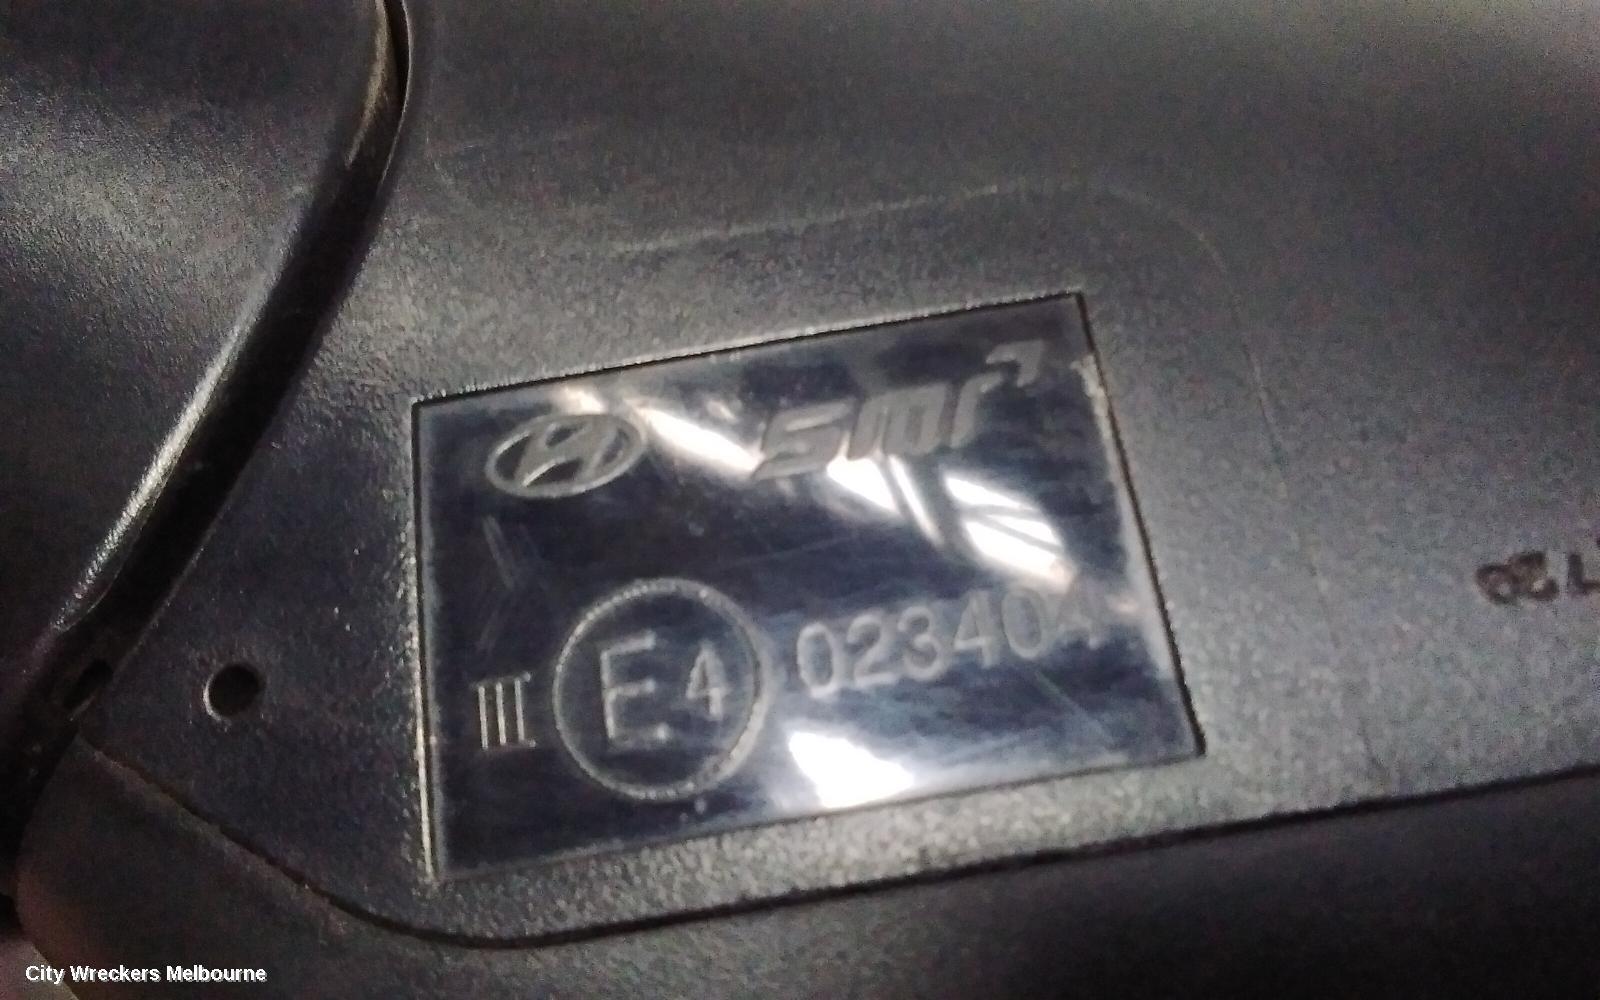 smr
III E4 023404
City Wreckers Melbourne